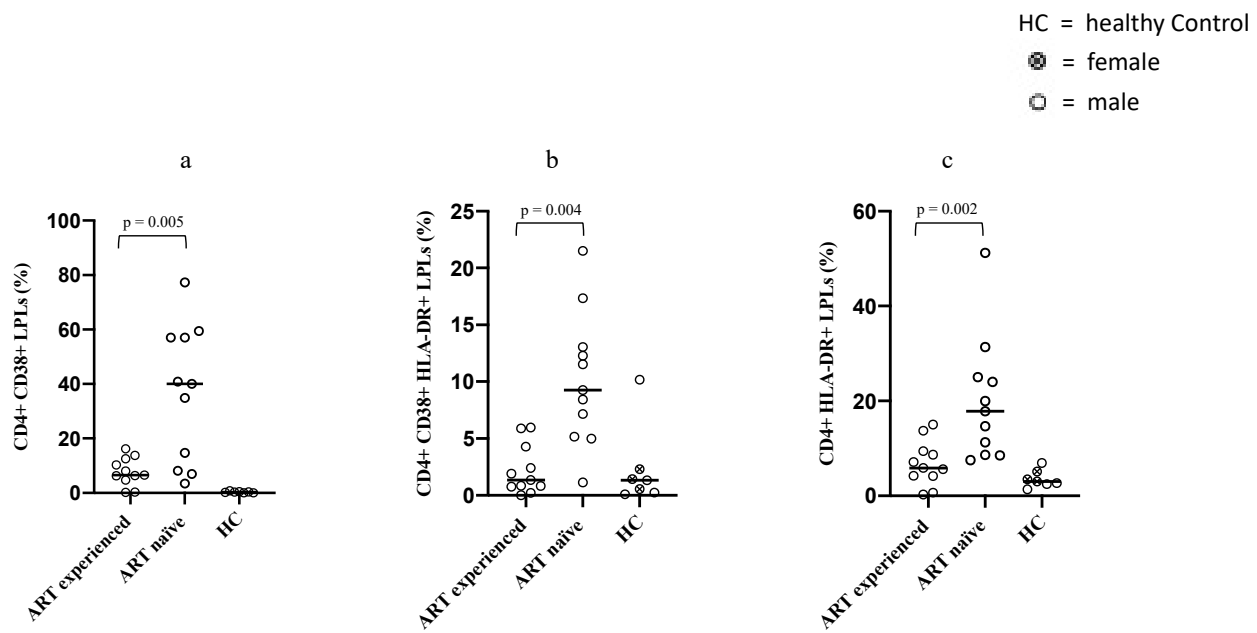 HC = healthy Control
= female
= male
a
b
c
p = 0.005
p = 0.004
p = 0.002
CD4+ CD38+ LPLs (%)
100
80
60
40
20
0
ART experienced
ART naïve
HC
CD4+ CD38+ HLA-DR+ LPLs (%)
25
20
15
10
5
0
ART experienced
ART naïve
HC
CD4+ HLA-DR+ LPLs (%)
60
40
20
0
ART experienced
ART naïve
HC